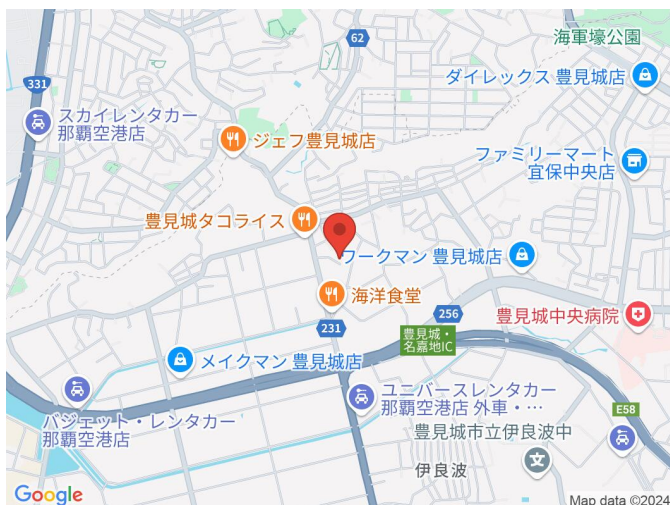 海軍壕公園
62
ダイレックス 豊見城店
331
スカイレンタカー
那覇空港店
ジェフ豊見城店
ファミリーマート
宜保中央店
豊見城タコライス
ワークマン 豊見城店
海洋食堂
231
256
豊見城中央病院
豊見城・
名嘉地IC
メイクマン 豊見城店
バジェット・レンタカー
那覇空港店
ユニバースレンタカー
那覇空港店 外車・…
E58
豊見城市立伊良波中
伊良波
Google
Map data ©2024